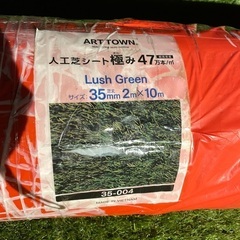 ART TOWN.
人工芝シート極み47万本/㎡
Lush Green
サイズ 35mm 2m×10m
35-004